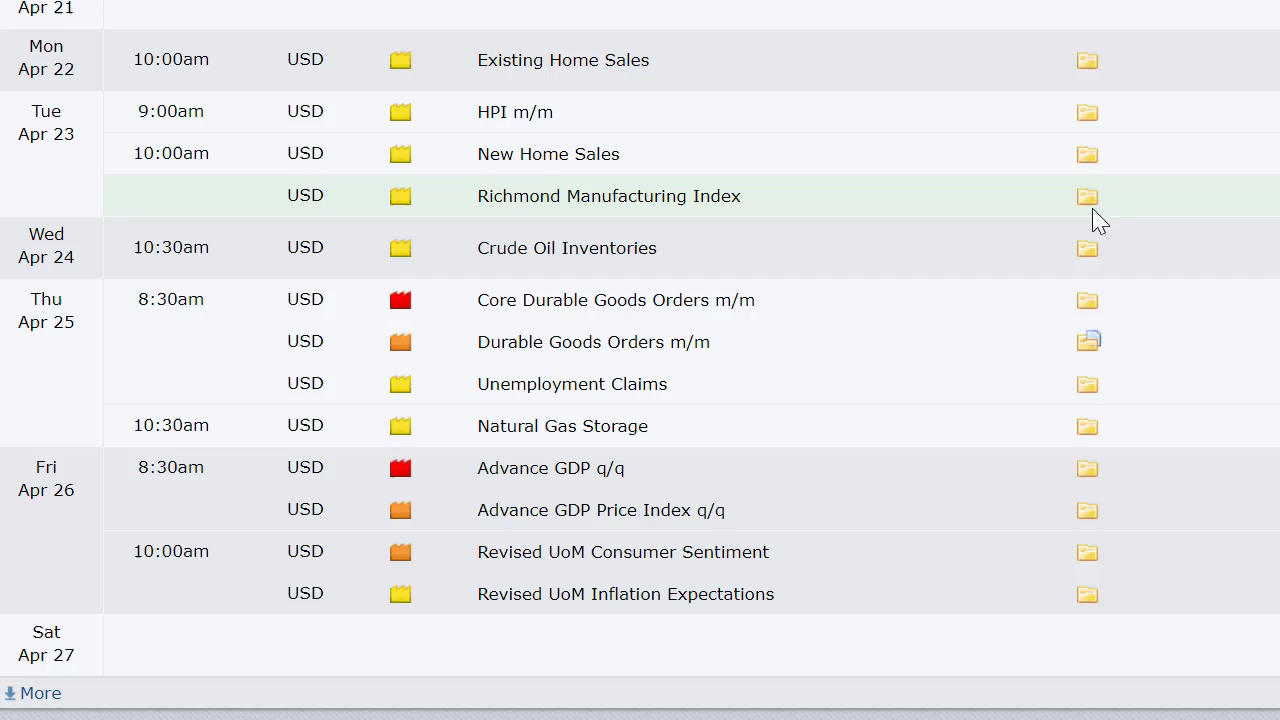 Apr 21
Mon
Apr 22
10:00am USD Existing Home Sales
Tue
Apr 23
9:00am USD HPI m/m
10:00am USD New Home Sales
USD Richmond Manufacturing Index
Wed
Apr 24
10:30am USD Crude Oil Inventories
Thu
Apr 25
8:30am USD Core Durable Goods Orders m/m
USD Durable Goods Orders m/m
USD Unemployment Claims
10:30am USD Natural Gas Storage
Fri
Apr 26
8:30am USD Advance GDP q/q
USD Advance GDP Price Index q/q
10:00am USD Revised UoM Consumer Sentiment
USD Revised UoM Inflation Expectations
Sat
Apr 27
More